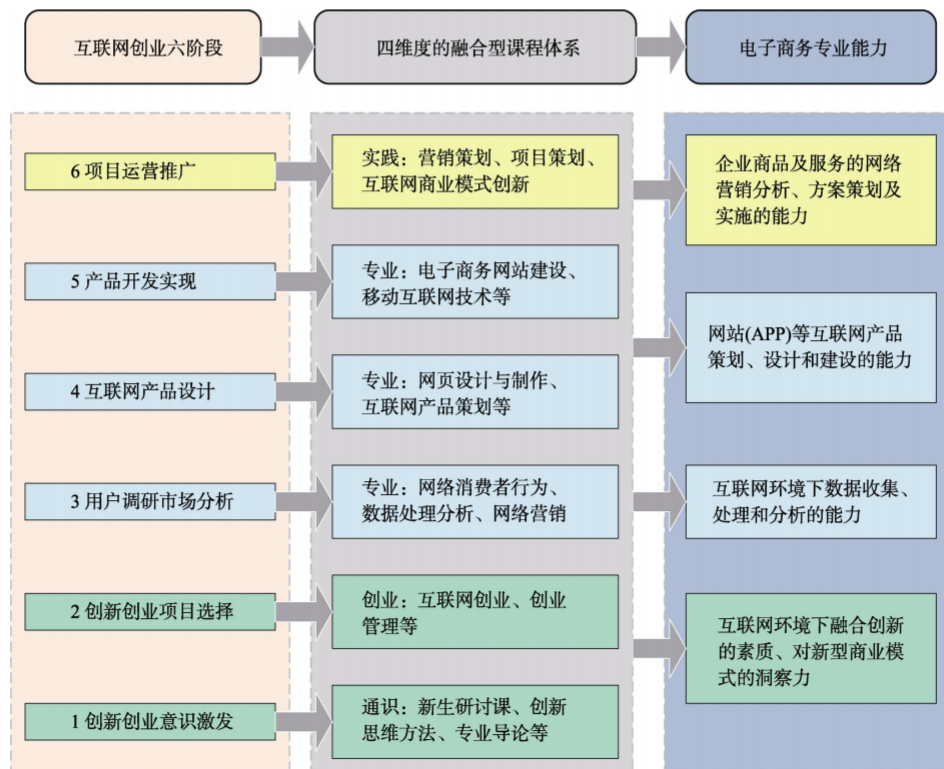 互联网创业六阶段
四维度的融合型课程体系
电子商务专业能力
6 项目运营推广
实践：营销策划、项目策划、
互联网商业模式创新
企业商品及服务的网络
营销分析、方案策划及
实施的能力
5 产品开发实现
专业：电子商务网站建设、
移动互联网技术等
网站(APP)等互联网产品
策划、设计和建设的能力
4 互联网产品设计
专业：网页设计与制作、
互联网产品策划等
3 用户调研市场分析
专业：网络消费者行为、
数据处理分析、网络营销
互联网环境下数据收集、
处理和分析的能力
2 创新创业项目选择
创业：互联网创业、创业
管理等
互联网环境下融合创新
的素质、对新型商业模
式的洞察力
1 创新创业意识激发
通识：新生研讨课、创新
思维方法、专业导论等